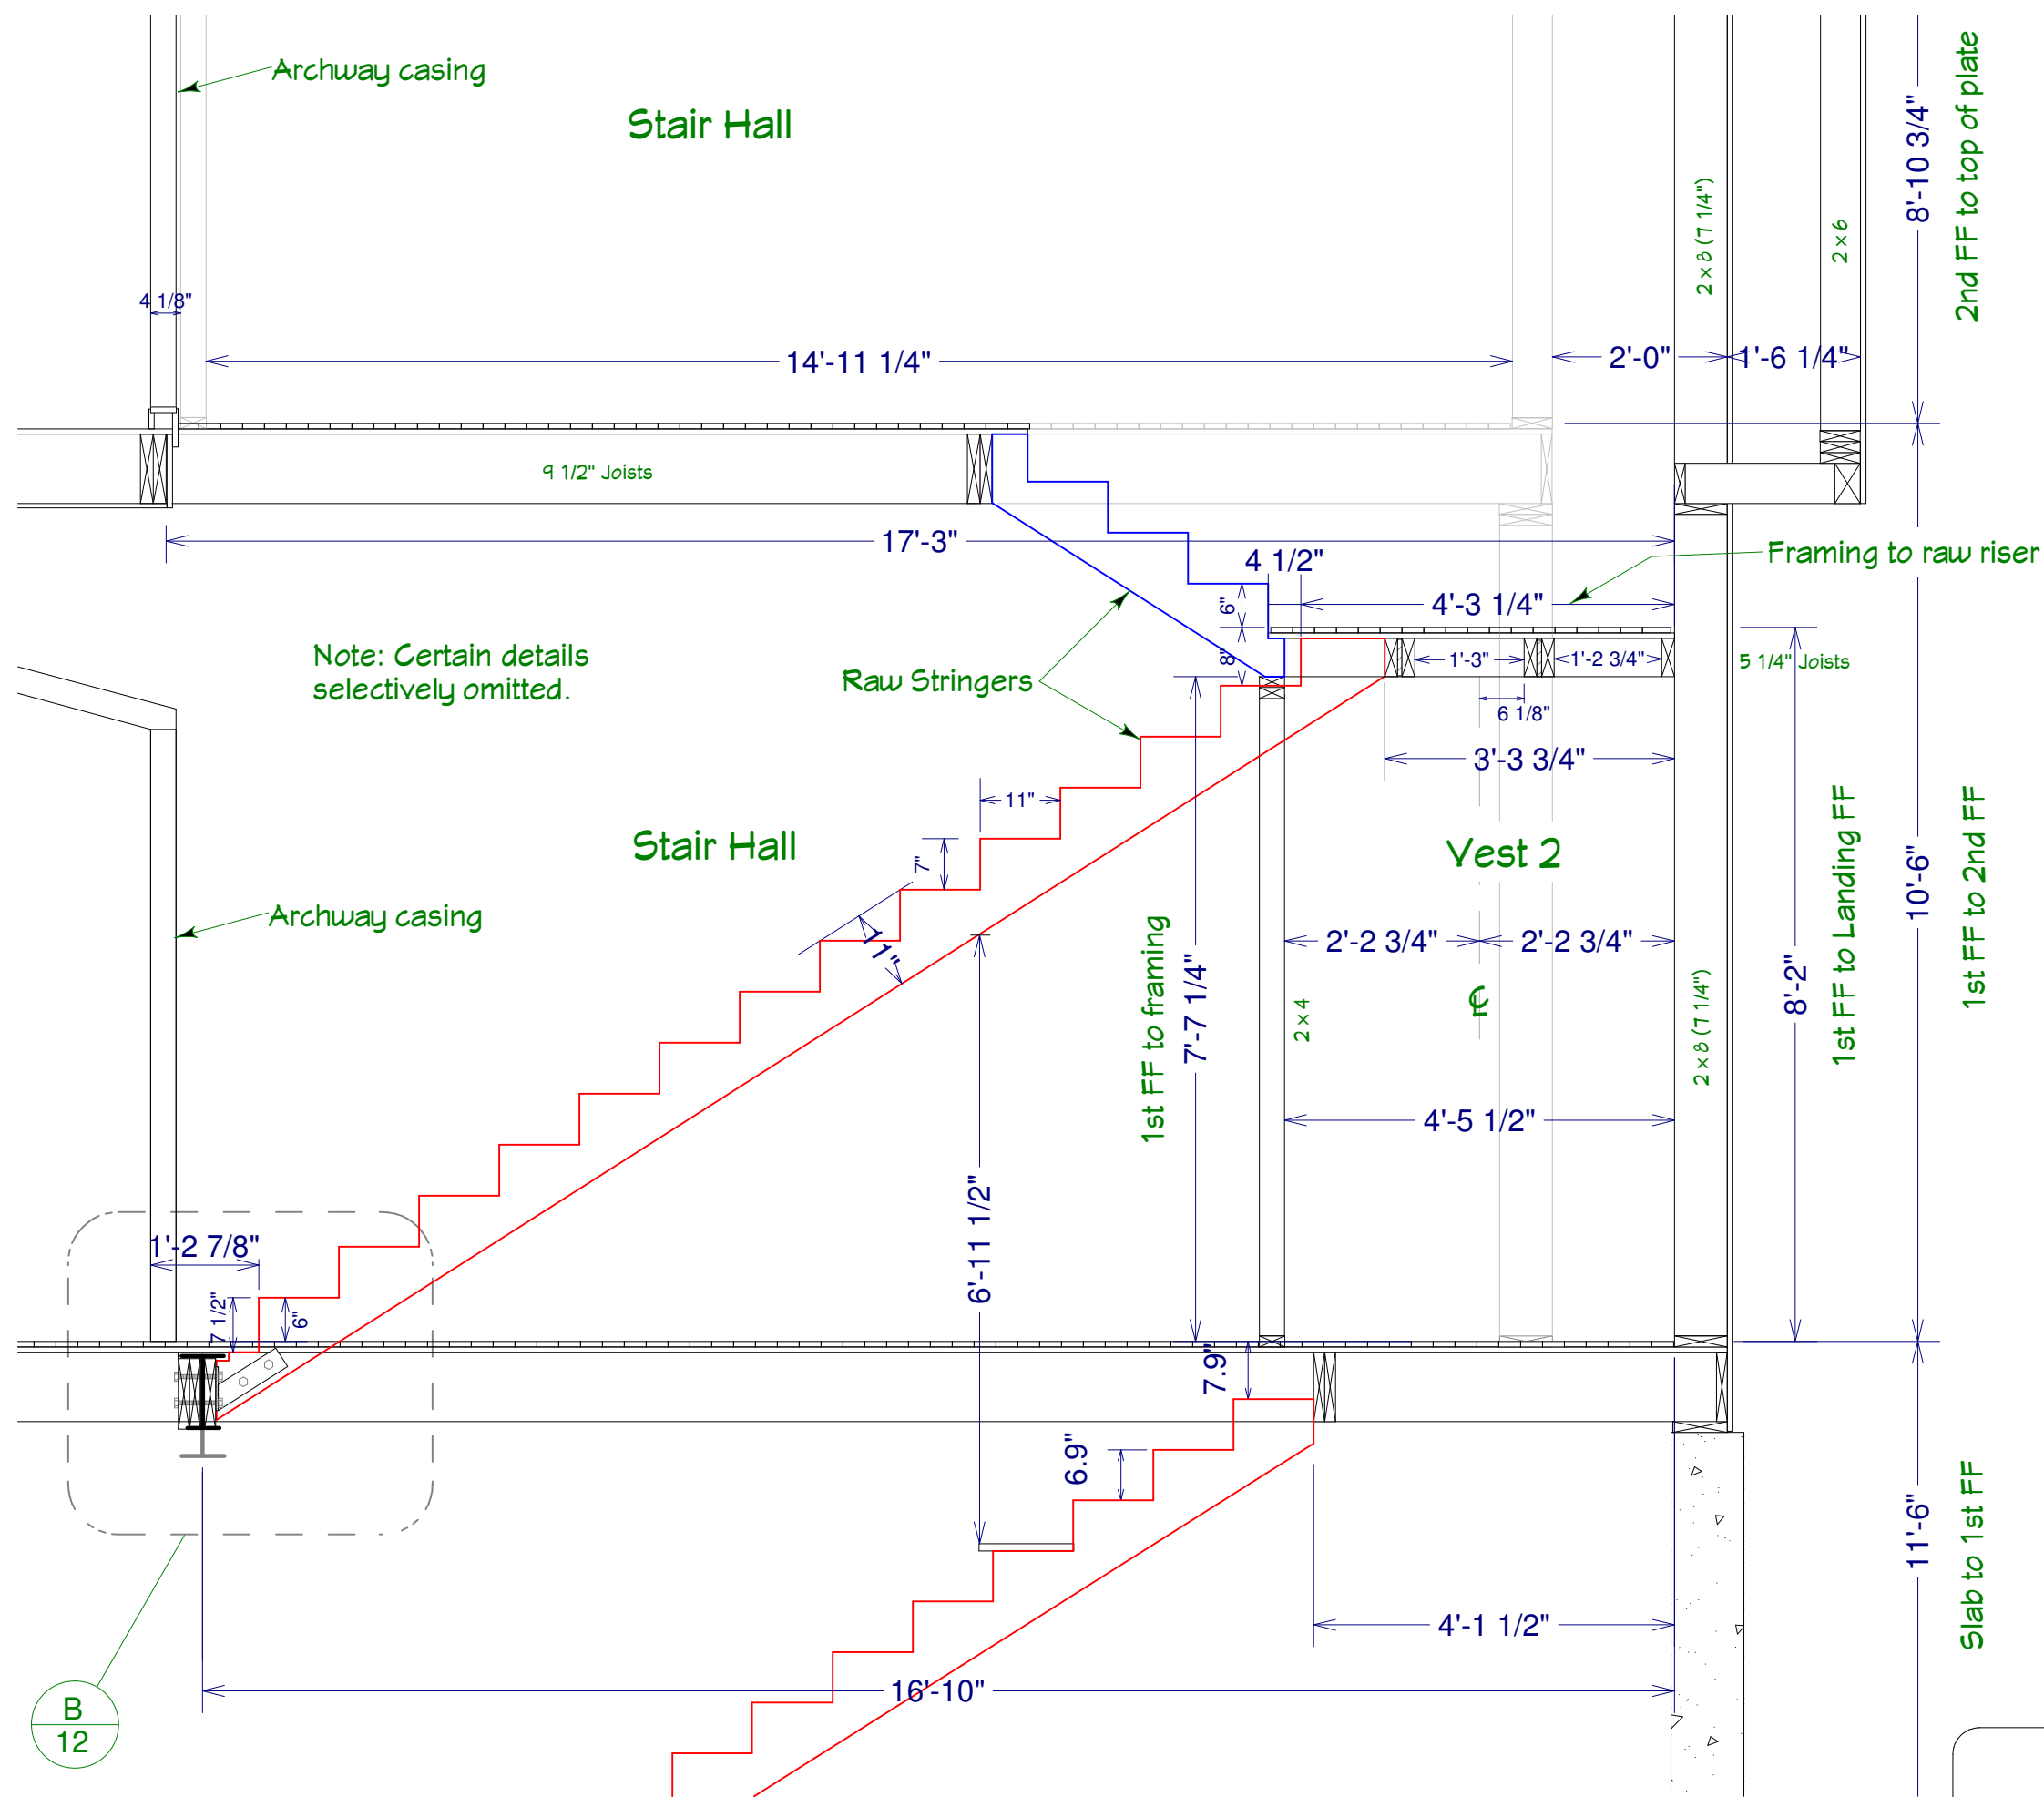 Archway casing
Stair Hall
8'-10 3/4"
2nd FF to top of plate
2 x 8 (7 1/4")
2 x 6
4 1/8"
14'-11 1/4"
2'-0"
1'-6 1/4"
9 1/2" Joists
17'-3"
4 1/2"
Framing to raw riser
6"
4'-3 1/4"
Note: Certain details
selectively omitted.
Raw Stringers
8"
1'-3"
1'-2 3/4"
5 1/4" Joists
6 1/8"
3'-3 3/4"
11"
7"
Stair Hall
Vest 2
Archway casing
11"
2'-2 3/4"
2'-2 3/4"
1st FF to framing
7'-7 1/4"
2 x 4
℄
2 x 8 (7 1/4")
8'-2"
1st FF to Landing FF
10'-6"
1st FF to 2nd FF
4'-5 1/2"
6'-11 1/2"
1'-2 7/8"
7 1/2"
6"
7.9"
6.9"
11'-6"
Slab to 1st FF
4'-1 1/2"
16'-10"
B
12